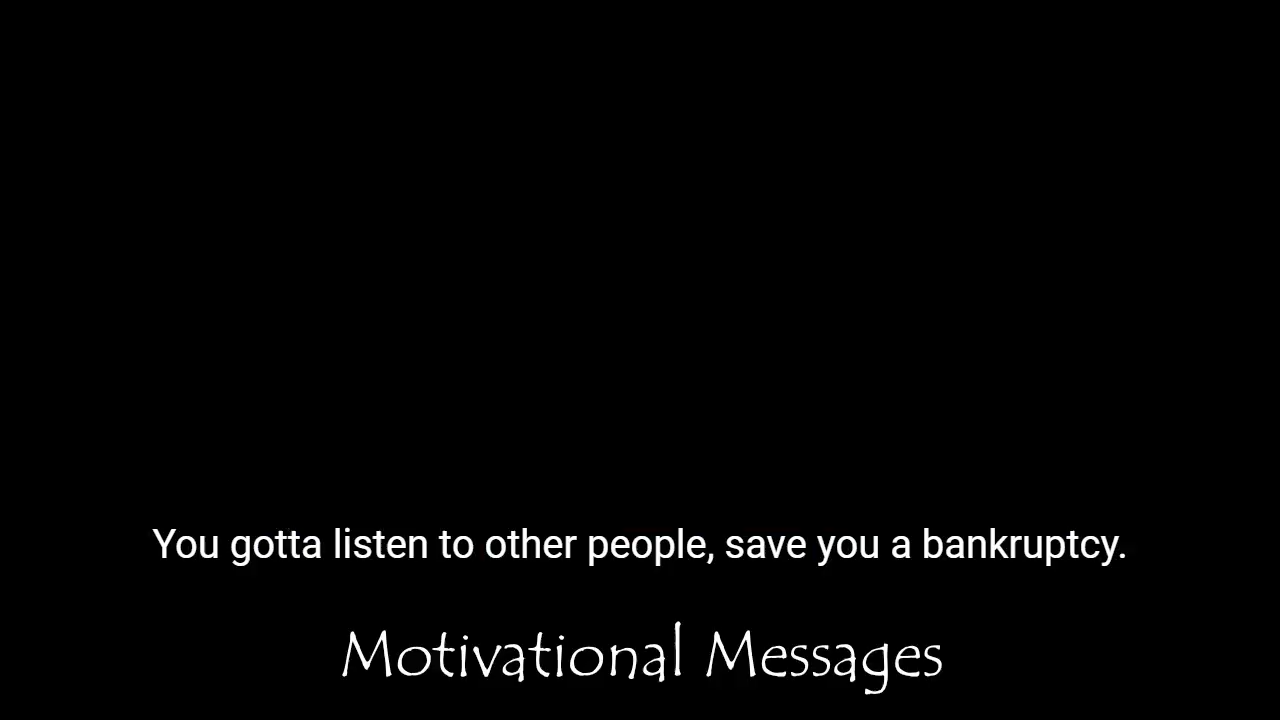 You gotta listen to other people, save you a bankruptcy.
Motivational Messages